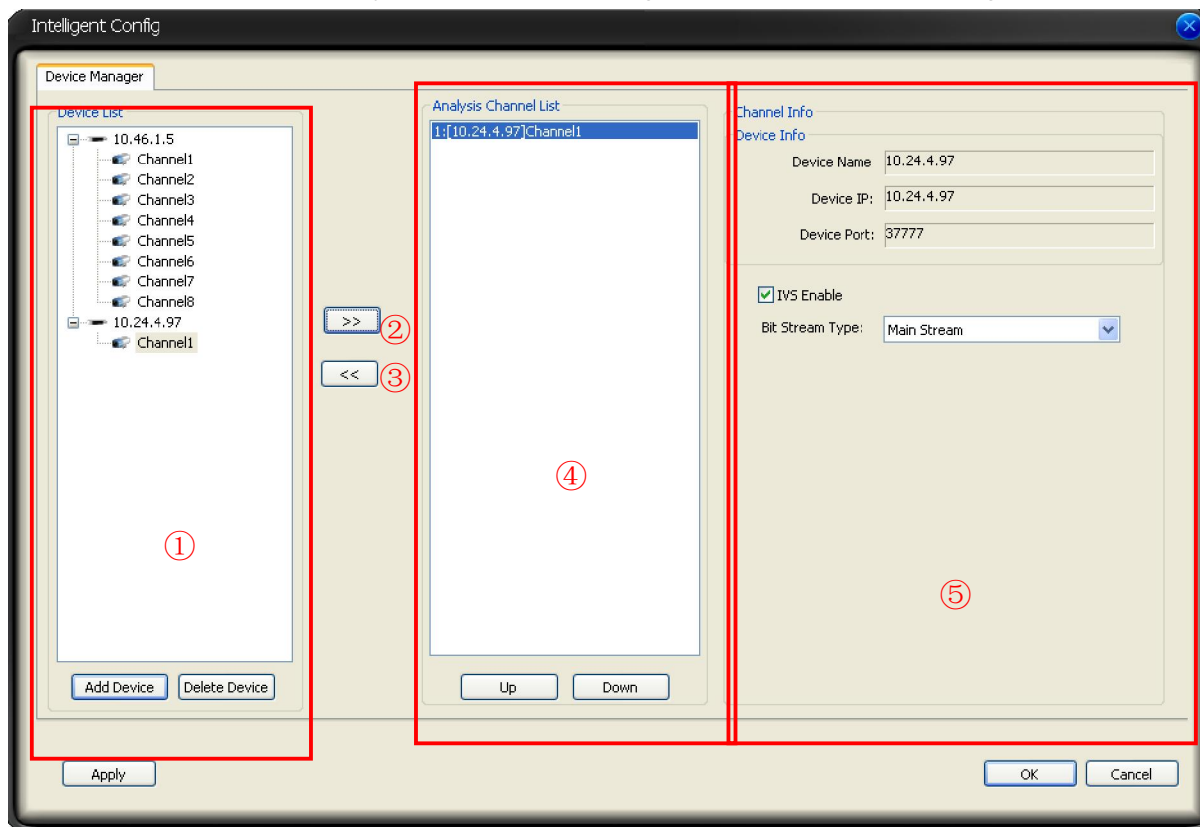 Intelligent Config
Device Manager
Device List
10.46.1.5
Channel1
Channel2
Channel3
Channel4
Channel5
Channel6
Channel7
Channel8
10.24.4.97
Channel1
①
Add Device Delete Device
>> ②
<< ③
Analysis Channel List
1:[10.24.4.97]Channel1
④
Up Down
Channel Info
Device Info
Device Name 10.24.4.97
Device IP: 10.24.4.97
Device Port: 37777
IVS Enable
Bit Stream Type: Main Stream
⑤
Apply OK Cancel